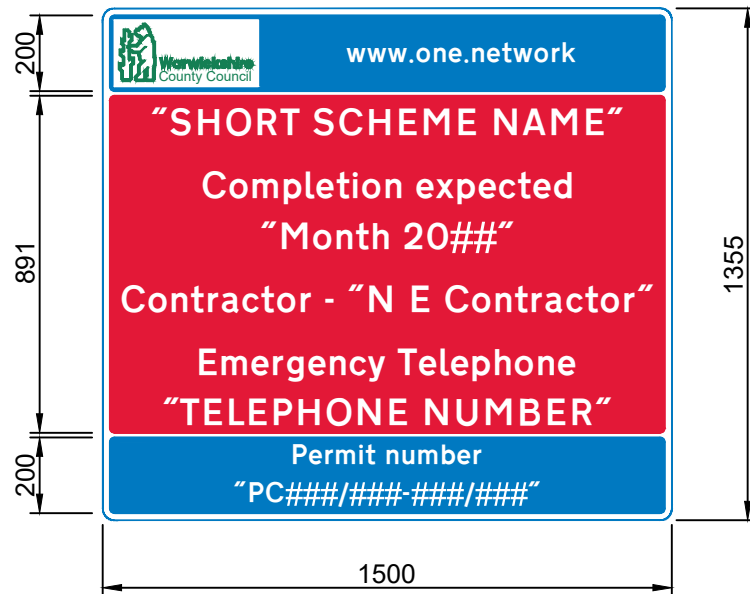 200
Warwickshire
County Council
www.one.network
"SHORT SCHEME NAME"
Completion expected
"Month 20##"
891
1355
Contractor - "N E Contractor"
Emergency Telephone
"TELEPHONE NUMBER"
200
Permit number
"PC###/###-###/###"
1500